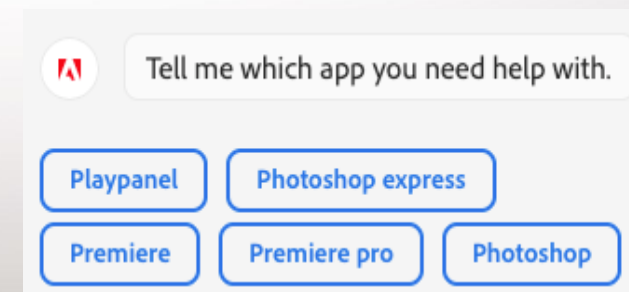 Tell me which app you need help with.
Playpanel Photoshop express
Premiere Premiere pro Photoshop